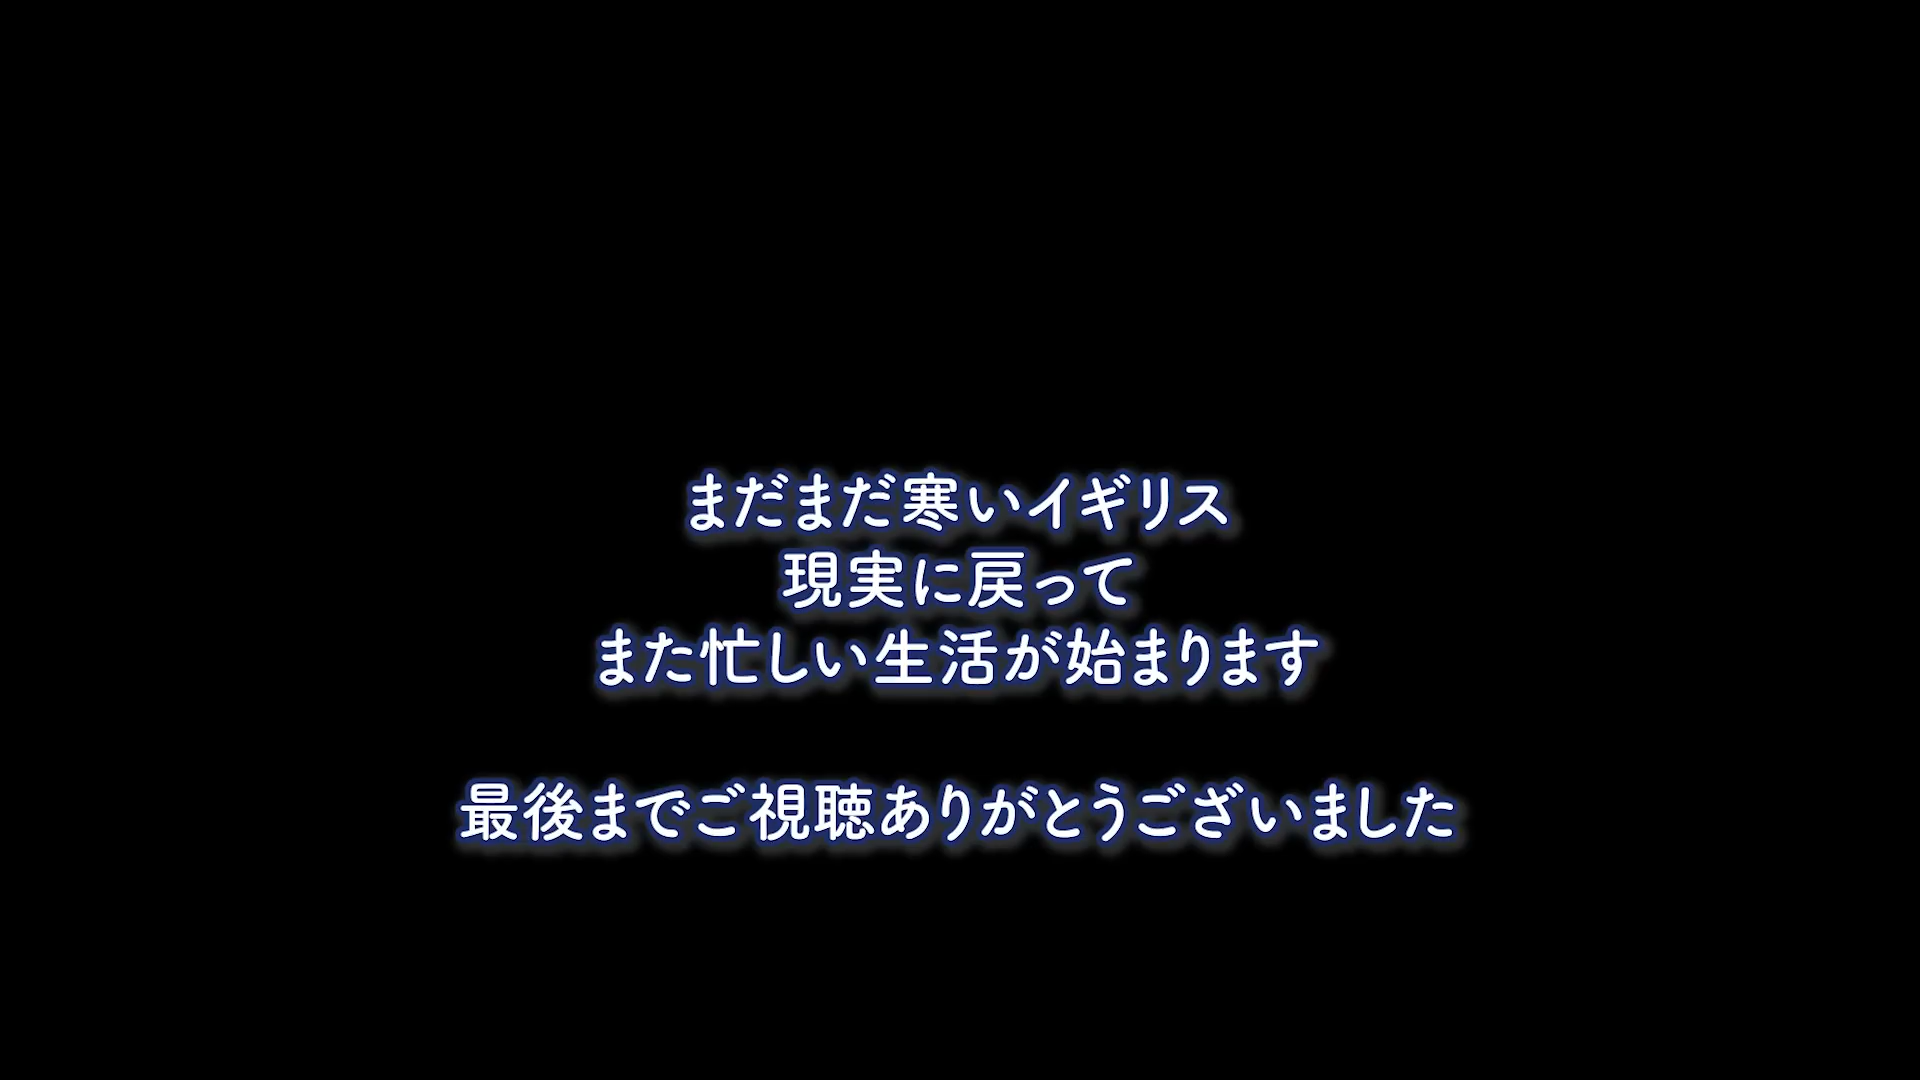 まだまだ寒いイギリス
現実に戻って
また忙しい生活が始まります
最後までご視聴ありがとうございました